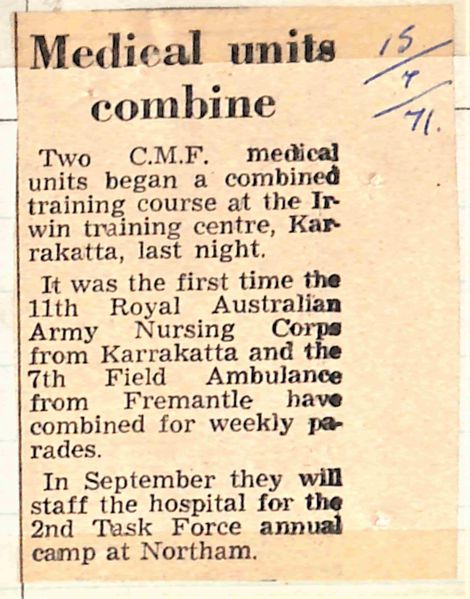 Medical units
combine
15/
7/
71.
Two C.M.F. medical
units began a combined
training course at the Ir-
win training centre, Kar-
rakatta, last night.
It was the first time the
11th Royal Australian
Army Nursing Corps
from Karrakatta and the
7th Field Ambulance
from Fremantle have
combined for weekly pa-
rades.
In September they will
staff the hospital for the
2nd Task Force annual
camp at Northam.